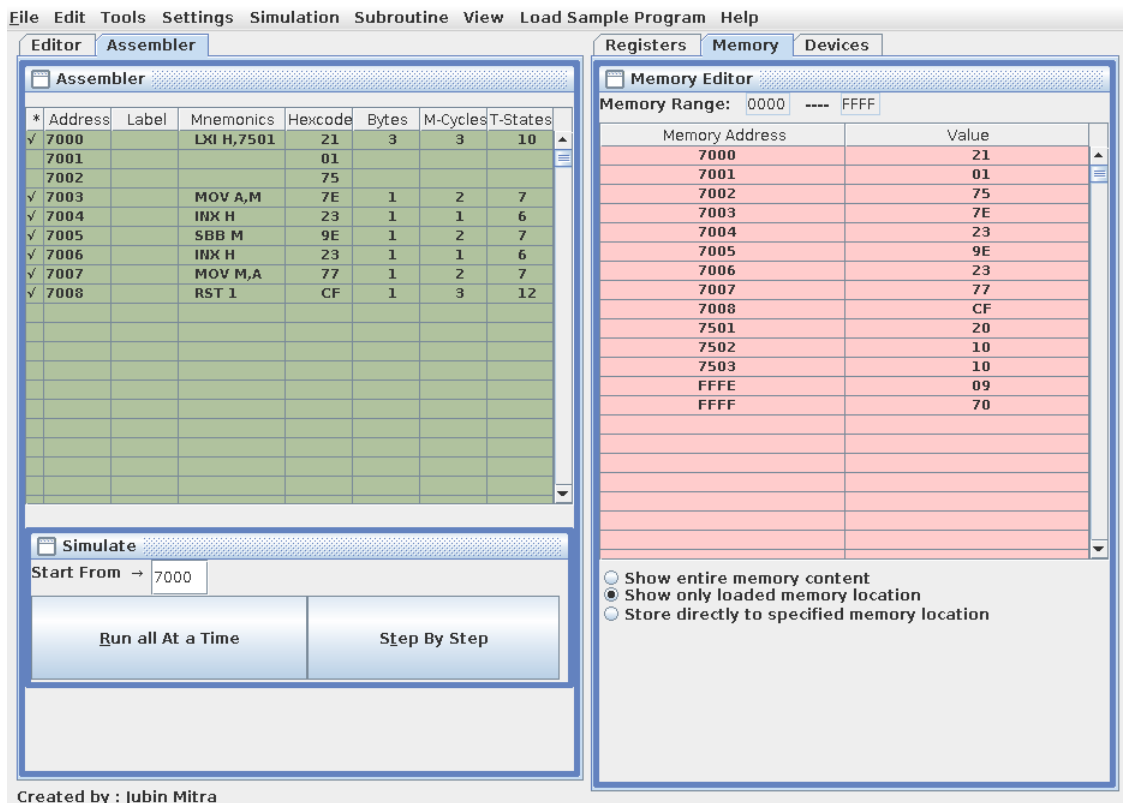 File Edit Tools Settings Simulation Subroutine View Load Sample Program Help
Editor Assembler
Assembler
* Address Label Mnemonics Hexcode Bytes M-Cycles T-States
√ 7000 LXI H,7501 21 3 3 10
7001 01
7002 75
√ 7003 MOV A,M 7E 1 2 7
√ 7004 INX H 23 1 1 6
√ 7005 SBB M 9E 1 2 7
√ 7006 INX H 23 1 1 6
√ 7007 MOV M,A 77 1 2 7
√ 7008 RST 1 CF 1 3 12
Simulate
Start From → 7000
Run all At a Time Step By Step
Registers Memory Devices
Memory Editor
Memory Range: 0000 ---- FFFF
Memory Address Value
7000 21
7001 01
7002 75
7003 7E
7004 23
7005 9E
7006 23
7007 77
7008 CF
7501 20
7502 10
7503 10
FFFE 09
FFFF 70
Show entire memory content
Show only loaded memory location
Store directly to specified memory location
Created by : Jubin Mitra